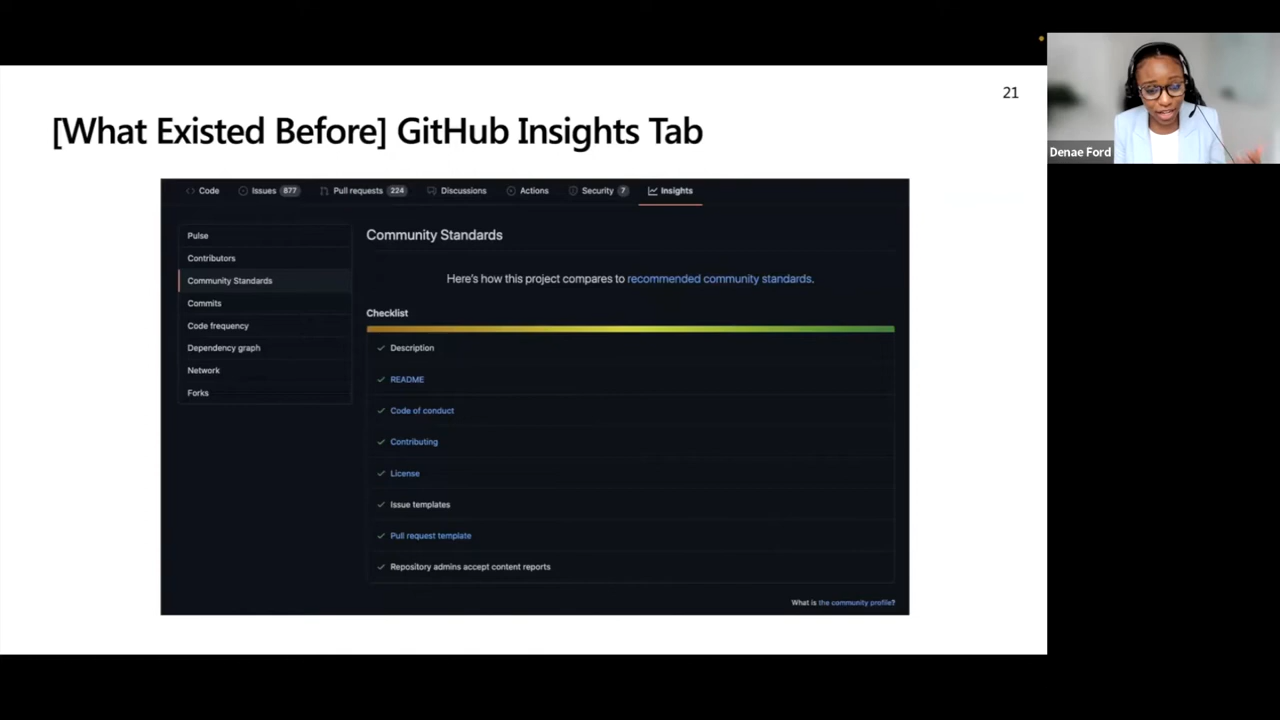 21
Denae Ford
[What Existed Before] GitHub Insights Tab
Code Issues 877 Pull requests 224 Discussions Actions Security 7 Insights
Pulse
Contributors
Community Standards
Commits
Code frequency
Dependency graph
Network
Forks
Community Standards
Here's how this project compares to recommended community standards.
Checklist
Description
README
Code of conduct
Contributing
License
Issue templates
Pull request template
Repository admins accept content reports
What is the community profile?